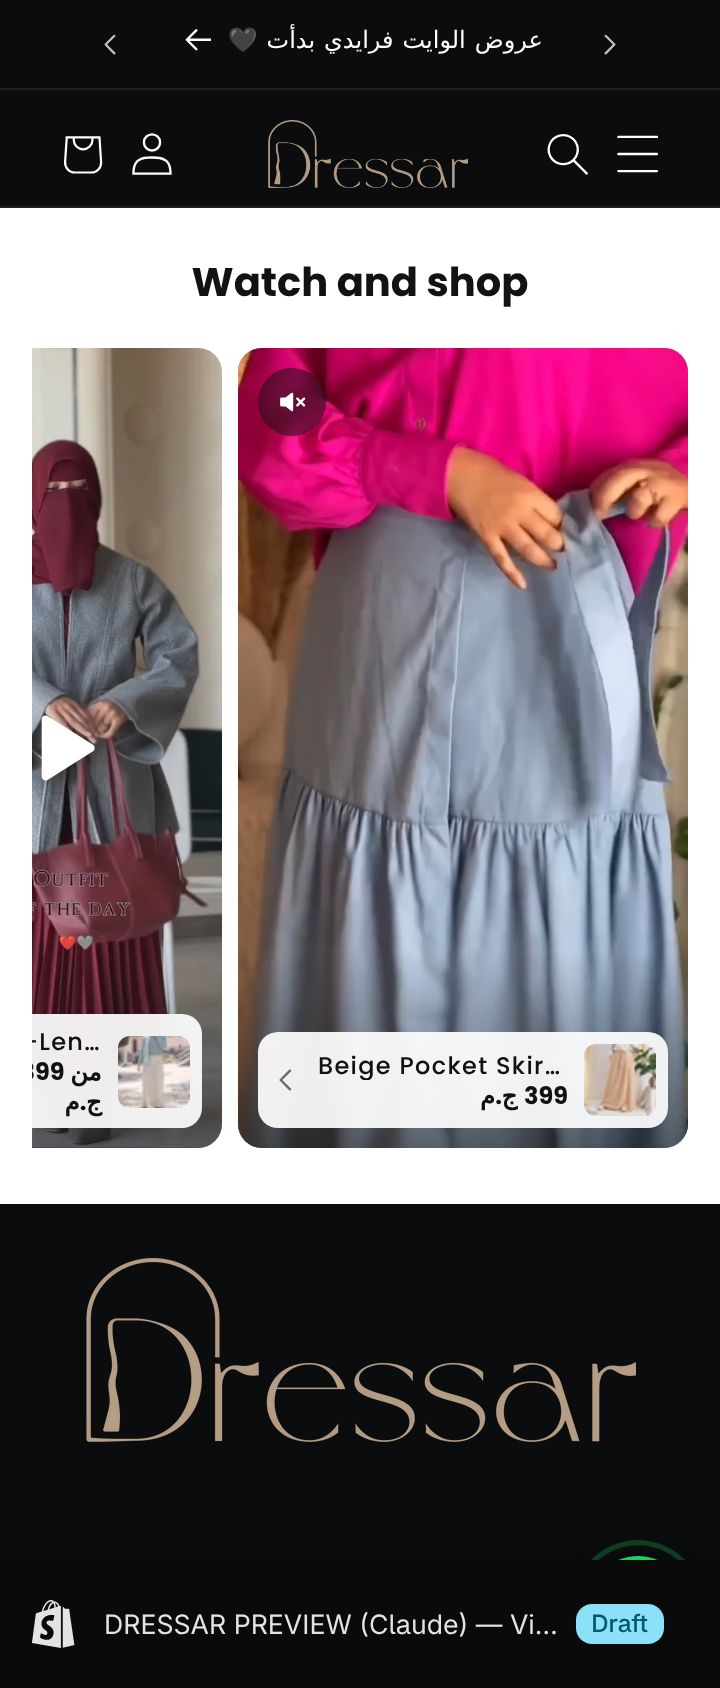 عروض الوايت فرايدي بدأت 🖤 ←
Dressar
Watch and shop
OUTFIT
THE DAY
❤️🩶
-Len...
من 399
ج.م
Beige Pocket Skir...
399 ج.م
Dressar
DRESSAR PREVIEW (Claude) — Vi...
Draft